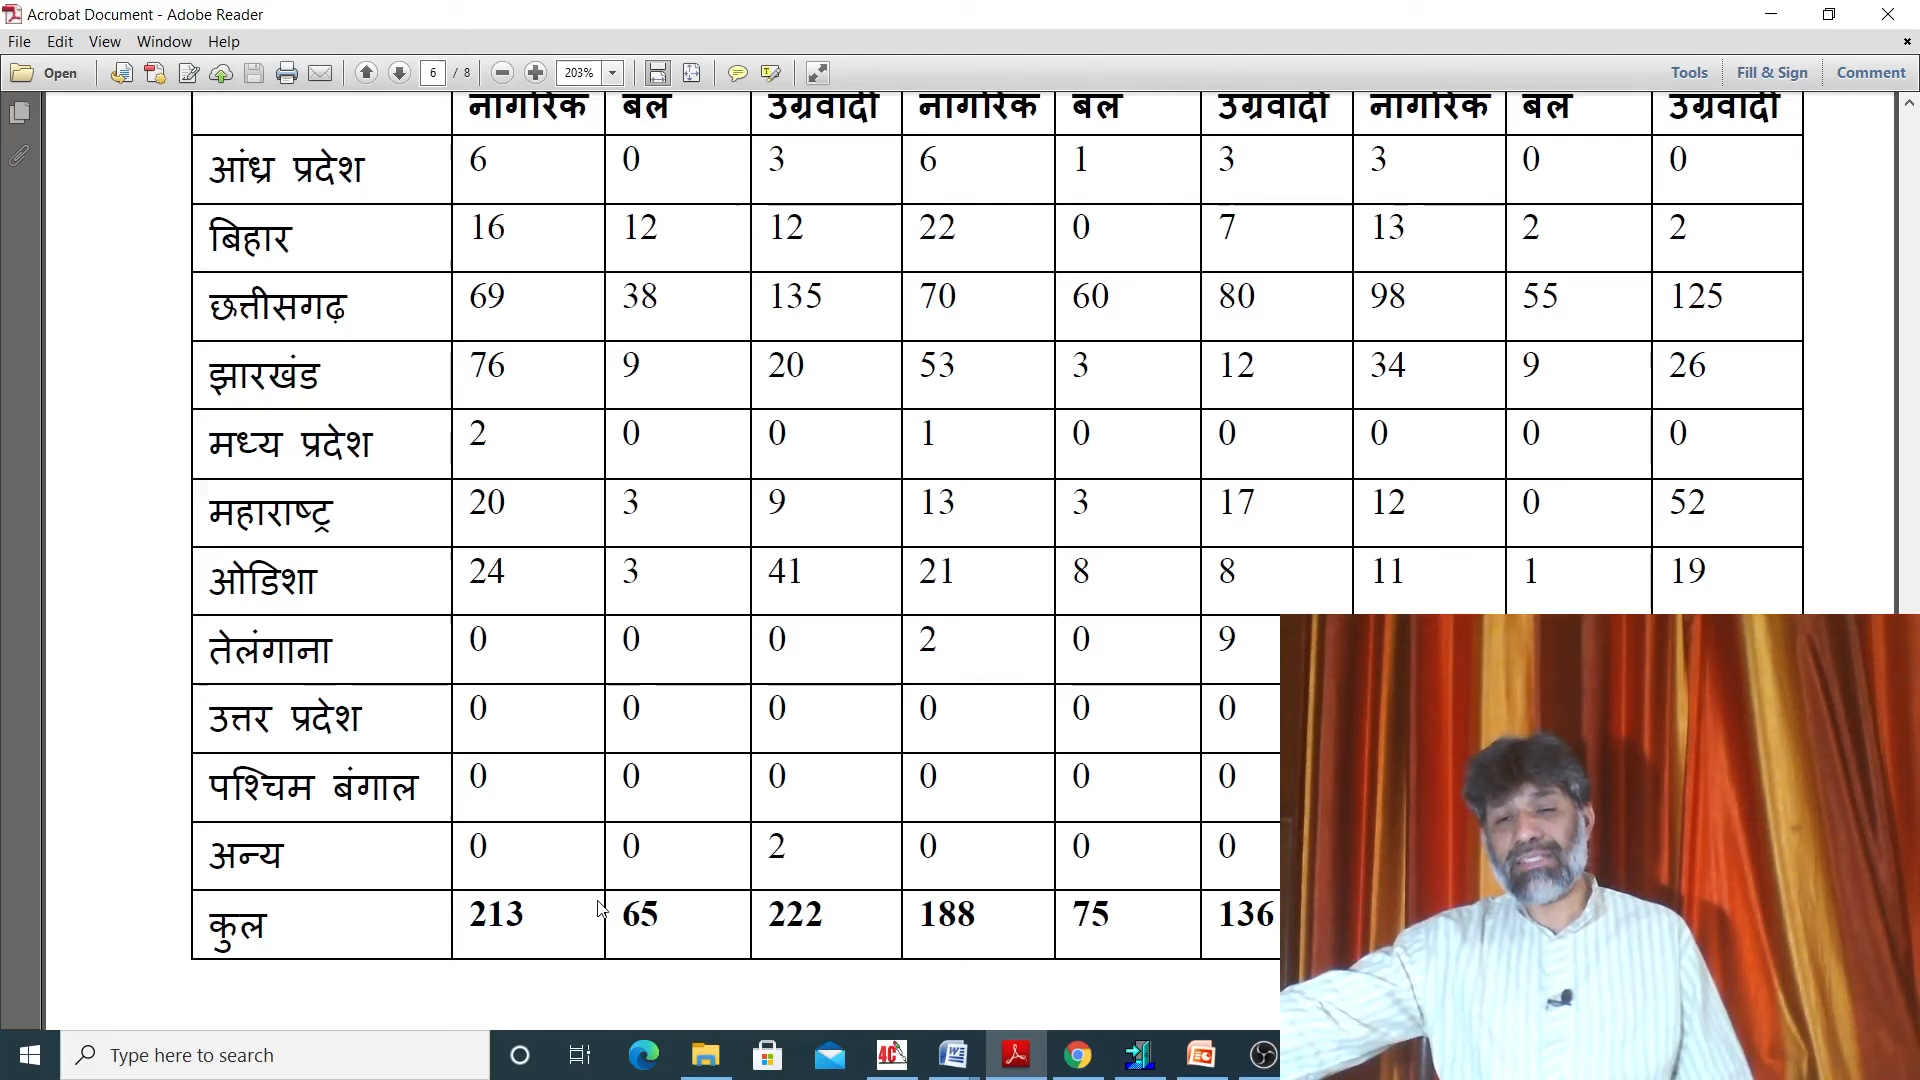 Acrobat Document - Adobe Reader
File Edit View Window Help
Open 6 / 8 203% Tools Fill & Sign Comment
नागरिक बल उग्रवादी नागरिक बल उग्रवादी नागरिक बल उग्रवादी
आंध्र प्रदेश 6 0 3 6 1 3 3 0 0
बिहार 16 12 12 22 0 7 13 2 2
छत्तीसगढ़ 69 38 135 70 60 80 98 55 125
झारखंड 76 9 20 53 3 12 34 9 26
मध्य प्रदेश 2 0 0 1 0 0 0 0 0
महाराष्ट्र 20 3 9 13 3 17 12 0 52
ओडिशा 24 3 41 21 8 8 11 1 19
तेलंगाना 0 0 0 2 0 9
उत्तर प्रदेश 0 0 0 0 0 0
पश्चिम बंगाल 0 0 0 0 0 0
अन्य 0 0 2 0 0 0
कुल 213 65 222 188 75 136
Type here to search